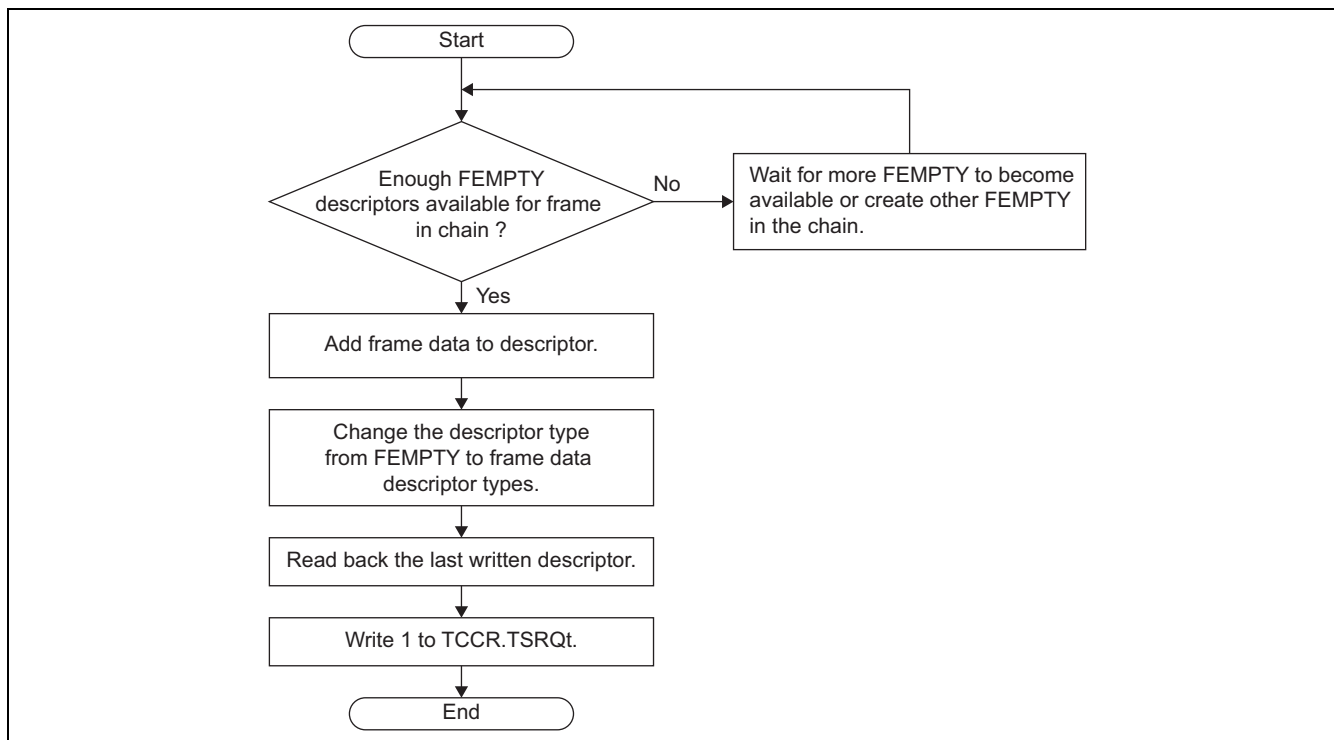 Start
Enough FEMPTY
descriptors available for frame
in chain ?
No
Wait for more FEMPTY to become
available or create other FEMPTY
in the chain.
Yes
Add frame data to descriptor.
Change the descriptor type
from FEMPTY to frame data
descriptor types.
Read back the last written descriptor.
Write 1 to TCCR.TSRQt.
End